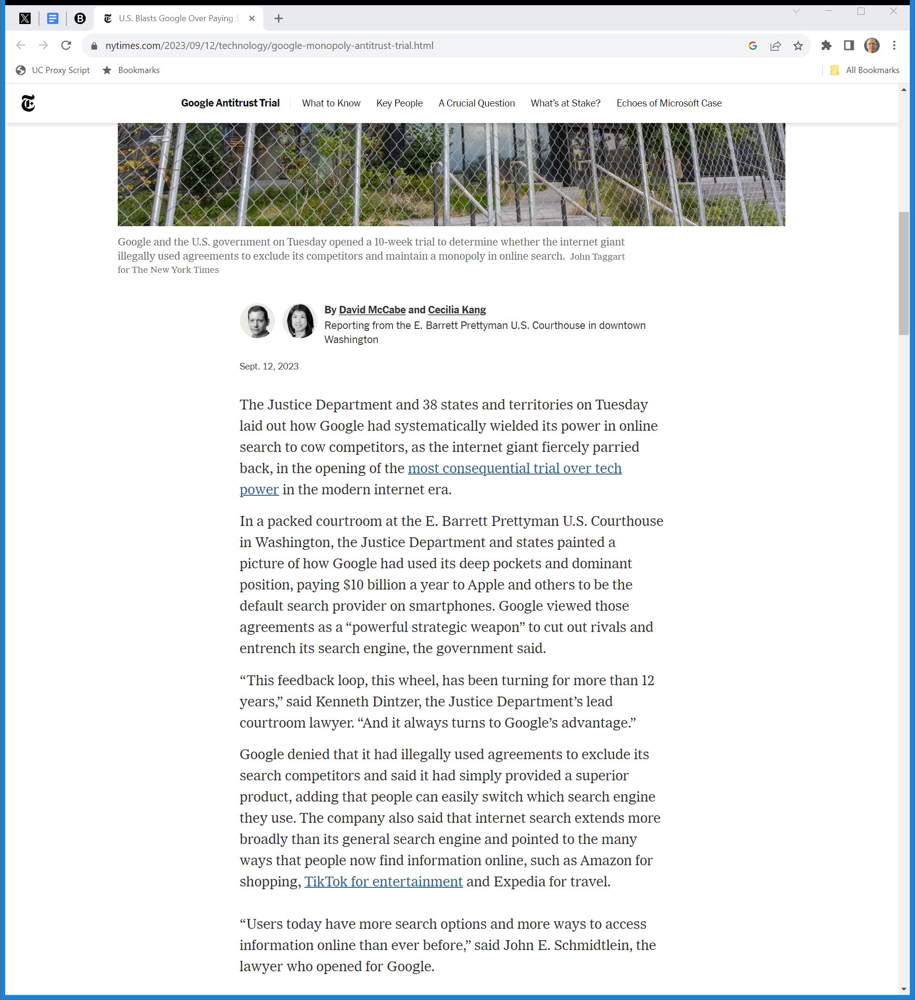 U.S. Blasts Google Over Paying $
nytimes.com/2023/09/12/technology/google-monopoly-antitrust-trial.html
UC Proxy Script
Bookmarks
All Bookmarks
Google Antitrust Trial
What to Know
Key People
A Crucial Question
What’s at Stake?
Echoes of Microsoft Case
Google and the U.S. government on Tuesday opened a 10-week trial to determine whether the internet giant
illegally used agreements to exclude its competitors and maintain a monopoly in online search. John Taggart
for The New York Times
By David McCabe and Cecilia Kang
Reporting from the E. Barrett Prettyman U.S. Courthouse in downtown
Washington
Sept. 12, 2023
The Justice Department and 38 states and territories on Tuesday
laid out how Google had systematically wielded its power in online
search to cow competitors, as the internet giant fiercely parried
back, in the opening of the most consequential trial over tech
power in the modern internet era.
In a packed courtroom at the E. Barrett Prettyman U.S. Courthouse
in Washington, the Justice Department and states painted a
picture of how Google had used its deep pockets and dominant
position, paying $10 billion a year to Apple and others to be the
default search provider on smartphones. Google viewed those
agreements as a “powerful strategic weapon” to cut out rivals and
entrench its search engine, the government said.
“This feedback loop, this wheel, has been turning for more than 12
years,” said Kenneth Dintzer, the Justice Department’s lead
courtroom lawyer. “And it always turns to Google’s advantage.”
Google denied that it had illegally used agreements to exclude its
search competitors and said it had simply provided a superior
product, adding that people can easily switch which search engine
they use. The company also said that internet search extends more
broadly than its general search engine and pointed to the many
ways that people now find information online, such as Amazon for
shopping, TikTok for entertainment and Expedia for travel.
“Users today have more search options and more ways to access
information online than ever before,” said John E. Schmidtlein, the
lawyer who opened for Google.